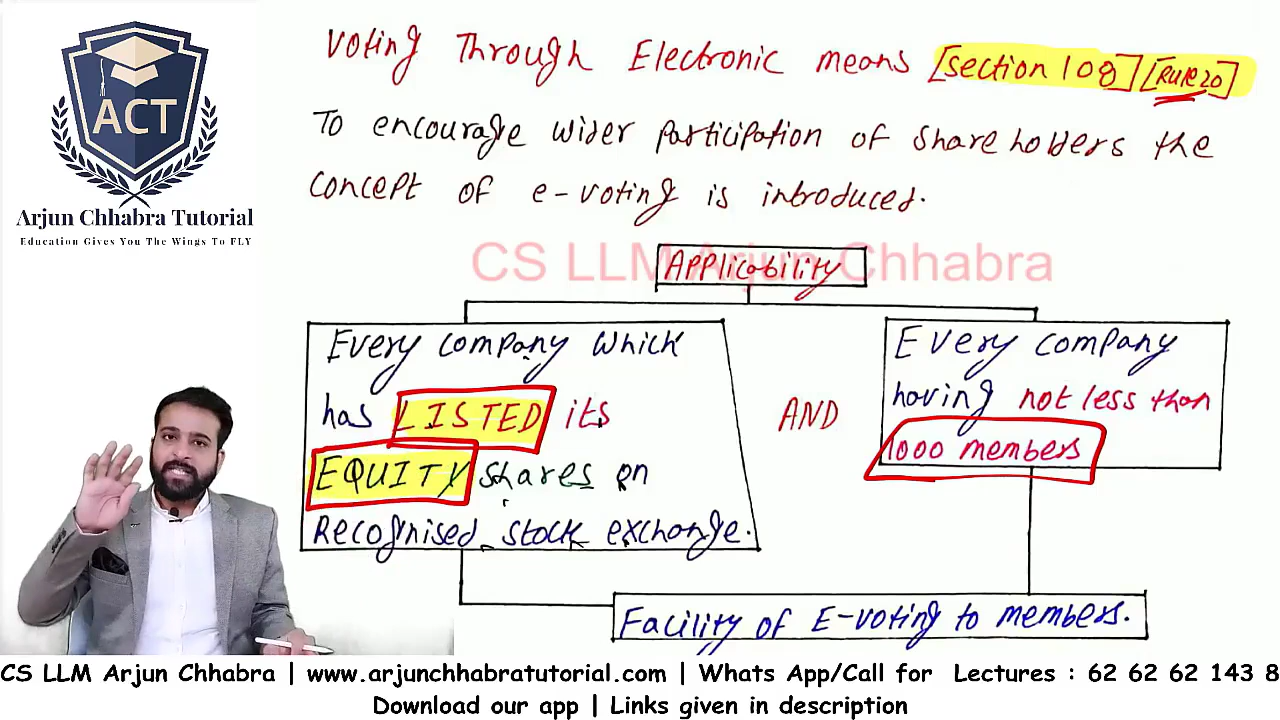 Voting Through Electronic means [section 108] [Rule 20]
To encourage wider participation of shareholders the
concept of e-voting is introduced.
CS LLM Arjun Chhabra
Applicability
Every company which
has LISTED its
EQUITY shares on
Recognised stock exchange.
AND
Every company
having not less than
1000 members
Facility of E-voting to members.
ACT
Arjun Chhabra Tutorial
Education Gives You The Wings To FLY
CS LLM Arjun Chhabra | www.arjunchhabratutorial.com | Whats App/Call for Lectures : 62 62 62 143 8
Download our app | Links given in description